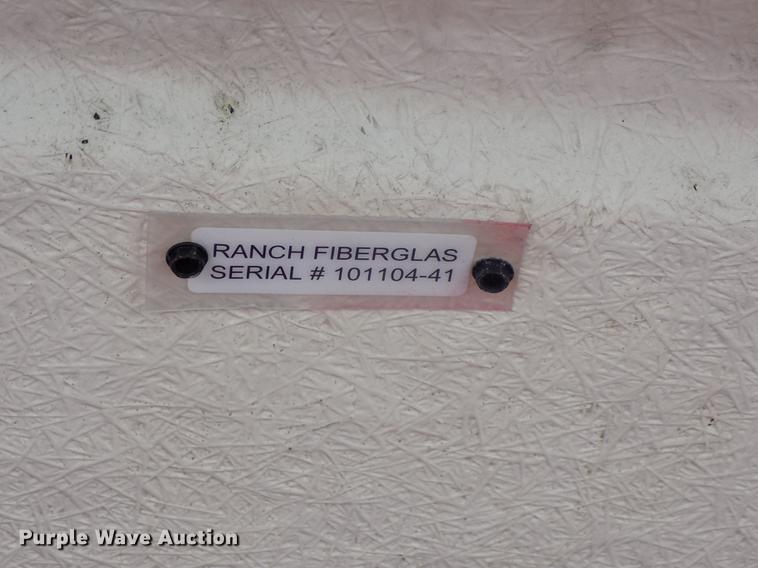 RANCH FIBERGLAS
SERIAL # 101104-41
Purple Wave Auction